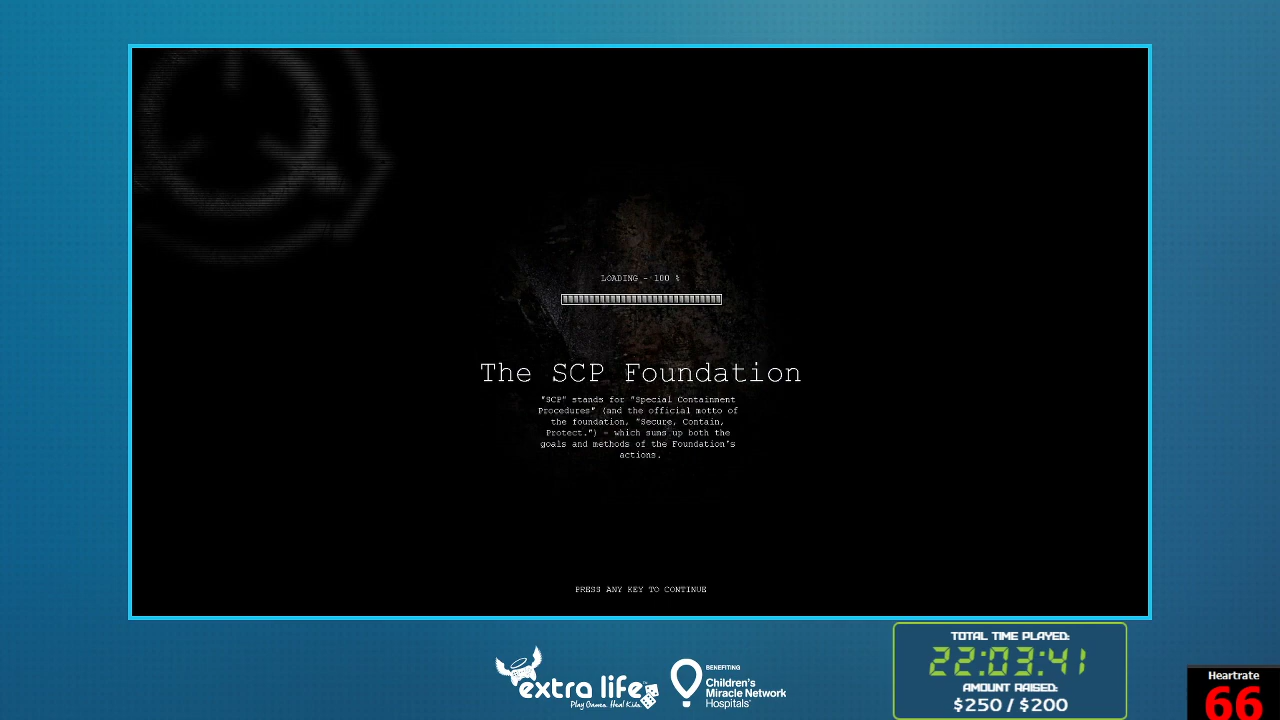 LOADING - 100 %
The SCP Foundation
"SCP" stands for "Special Containment
Procedures" (and the official motto of
the foundation, "Secure, Contain,
Protect.") - which sums up both the
goals and methods of the Foundation's
actions.
PRESS ANY KEY TO CONTINUE
extra life
Play Games. Heal Kids.
BENEFITING
Children's
Miracle Network
Hospitals
TOTAL TIME PLAYED:
22:03:41
AMOUNT RAISED:
$250 / $200
Heartrate
66